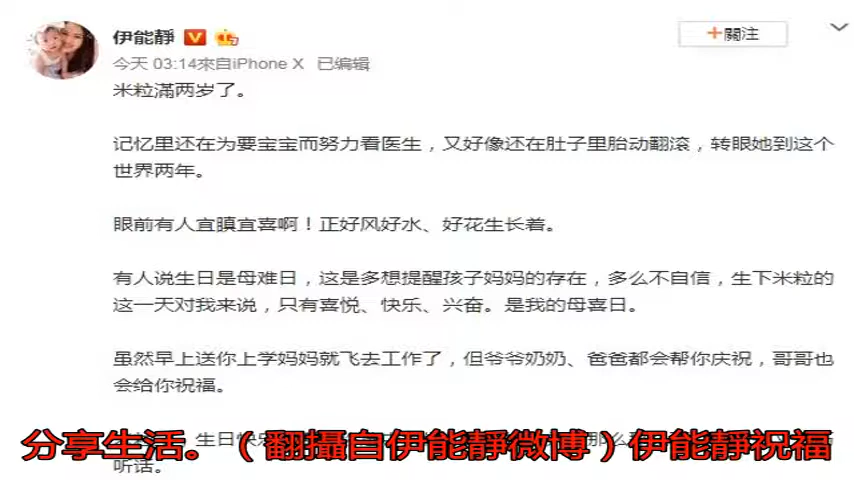 伊能靜
+關注
今天 03:14來自iPhone X 已编辑
米粒滿两岁了。
记忆里还在为要宝宝而努力看医生，又好像还在肚子里胎动翻滚，转眼她到这个
世界两年。
眼前有人宜瞋宜喜啊！正好风好水、好花生长着。
有人说生日是母难日，这是多想提醒孩子妈妈的存在，多么不自信，生下米粒的
这一天对我来说，只有喜悦、快乐、兴奋。是我的母喜日。
虽然早上送你上学妈妈就飞去工作了，但爷爷奶奶、爸爸都会帮你庆祝，哥哥也
会给你祝福。
生日快乐
那么
分享生活。（翻攝自伊能靜微博）伊能靜祝福
听话。